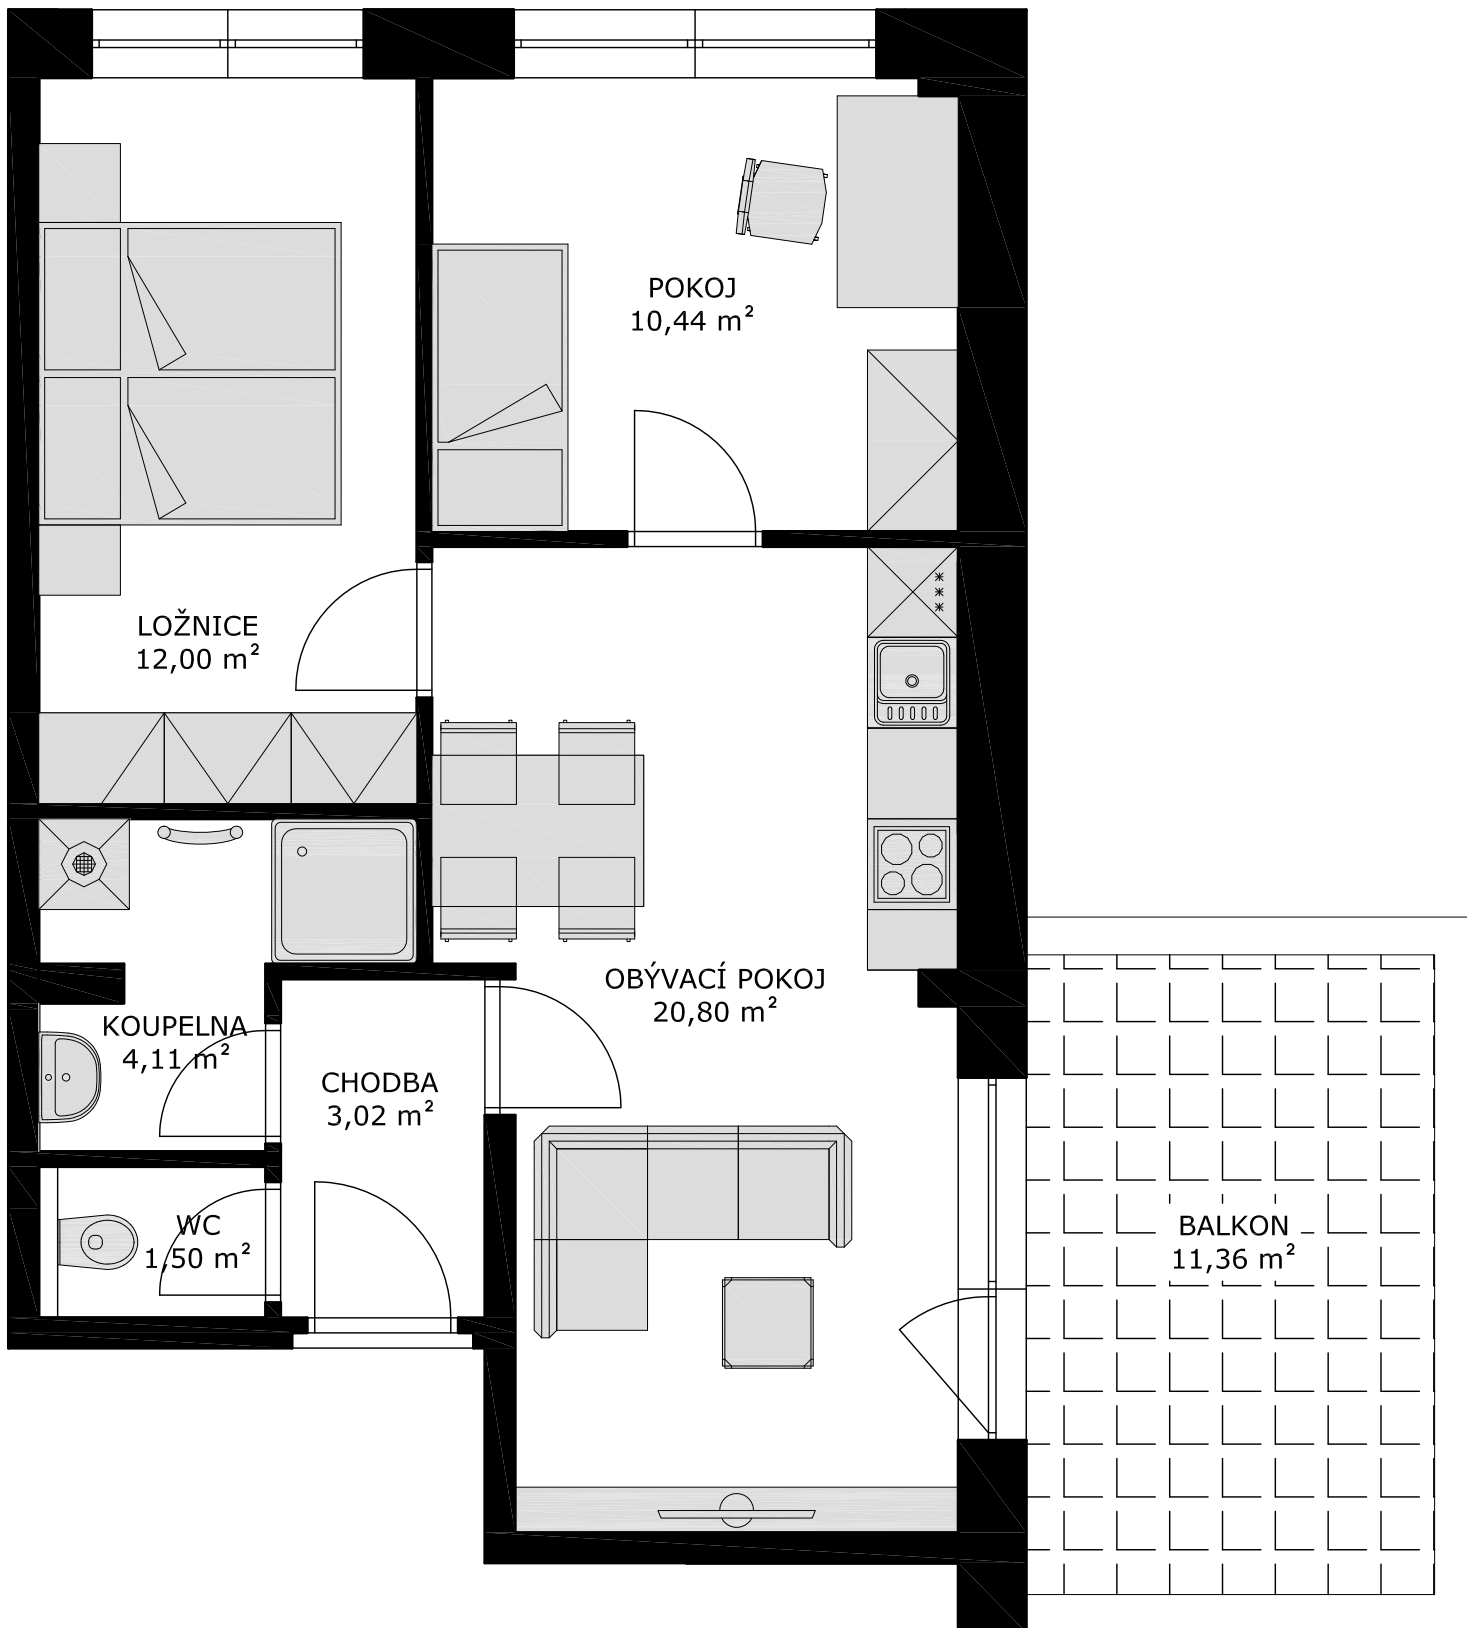 POKOJ
10,44 m²
LOŽNICE
12,00 m²
OBÝVACÍ POKOJ
20,80 m²
KOUPELNA
4,11 m²
CHODBA
3,02 m²
WC
1,50 m²
BALKON
11,36 m²